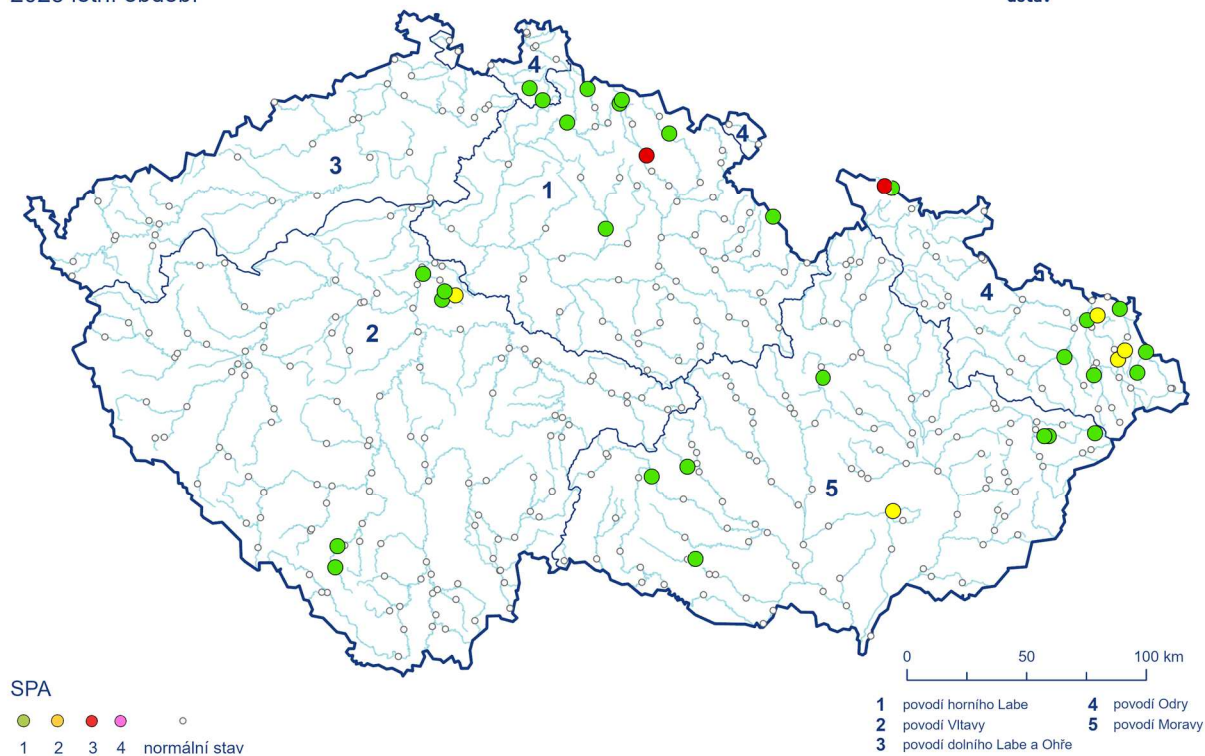 4
4
3
1
4
2
5
0 50 100 km
SPA
1 2 3 4 normální stav
1 povodí horního Labe
2 povodí Vltavy
3 povodí dolního Labe a Ohře
4 povodí Odry
5 povodí Moravy